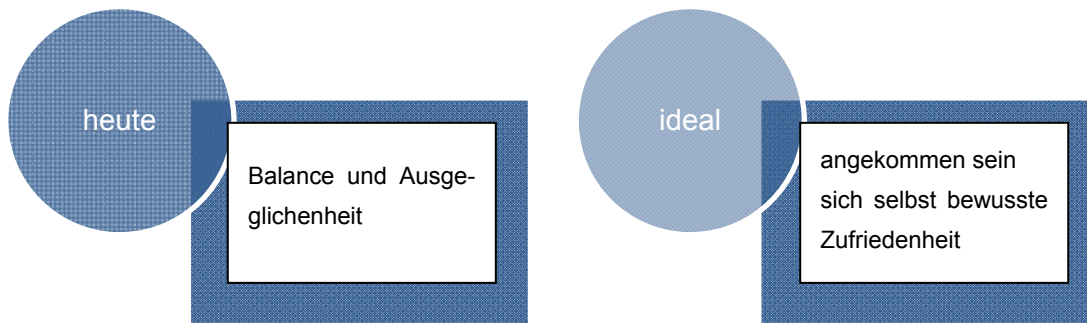 heute
Balance und Ausge-
glichenheit
ideal
angekommen sein
sich selbst bewusste
Zufriedenheit